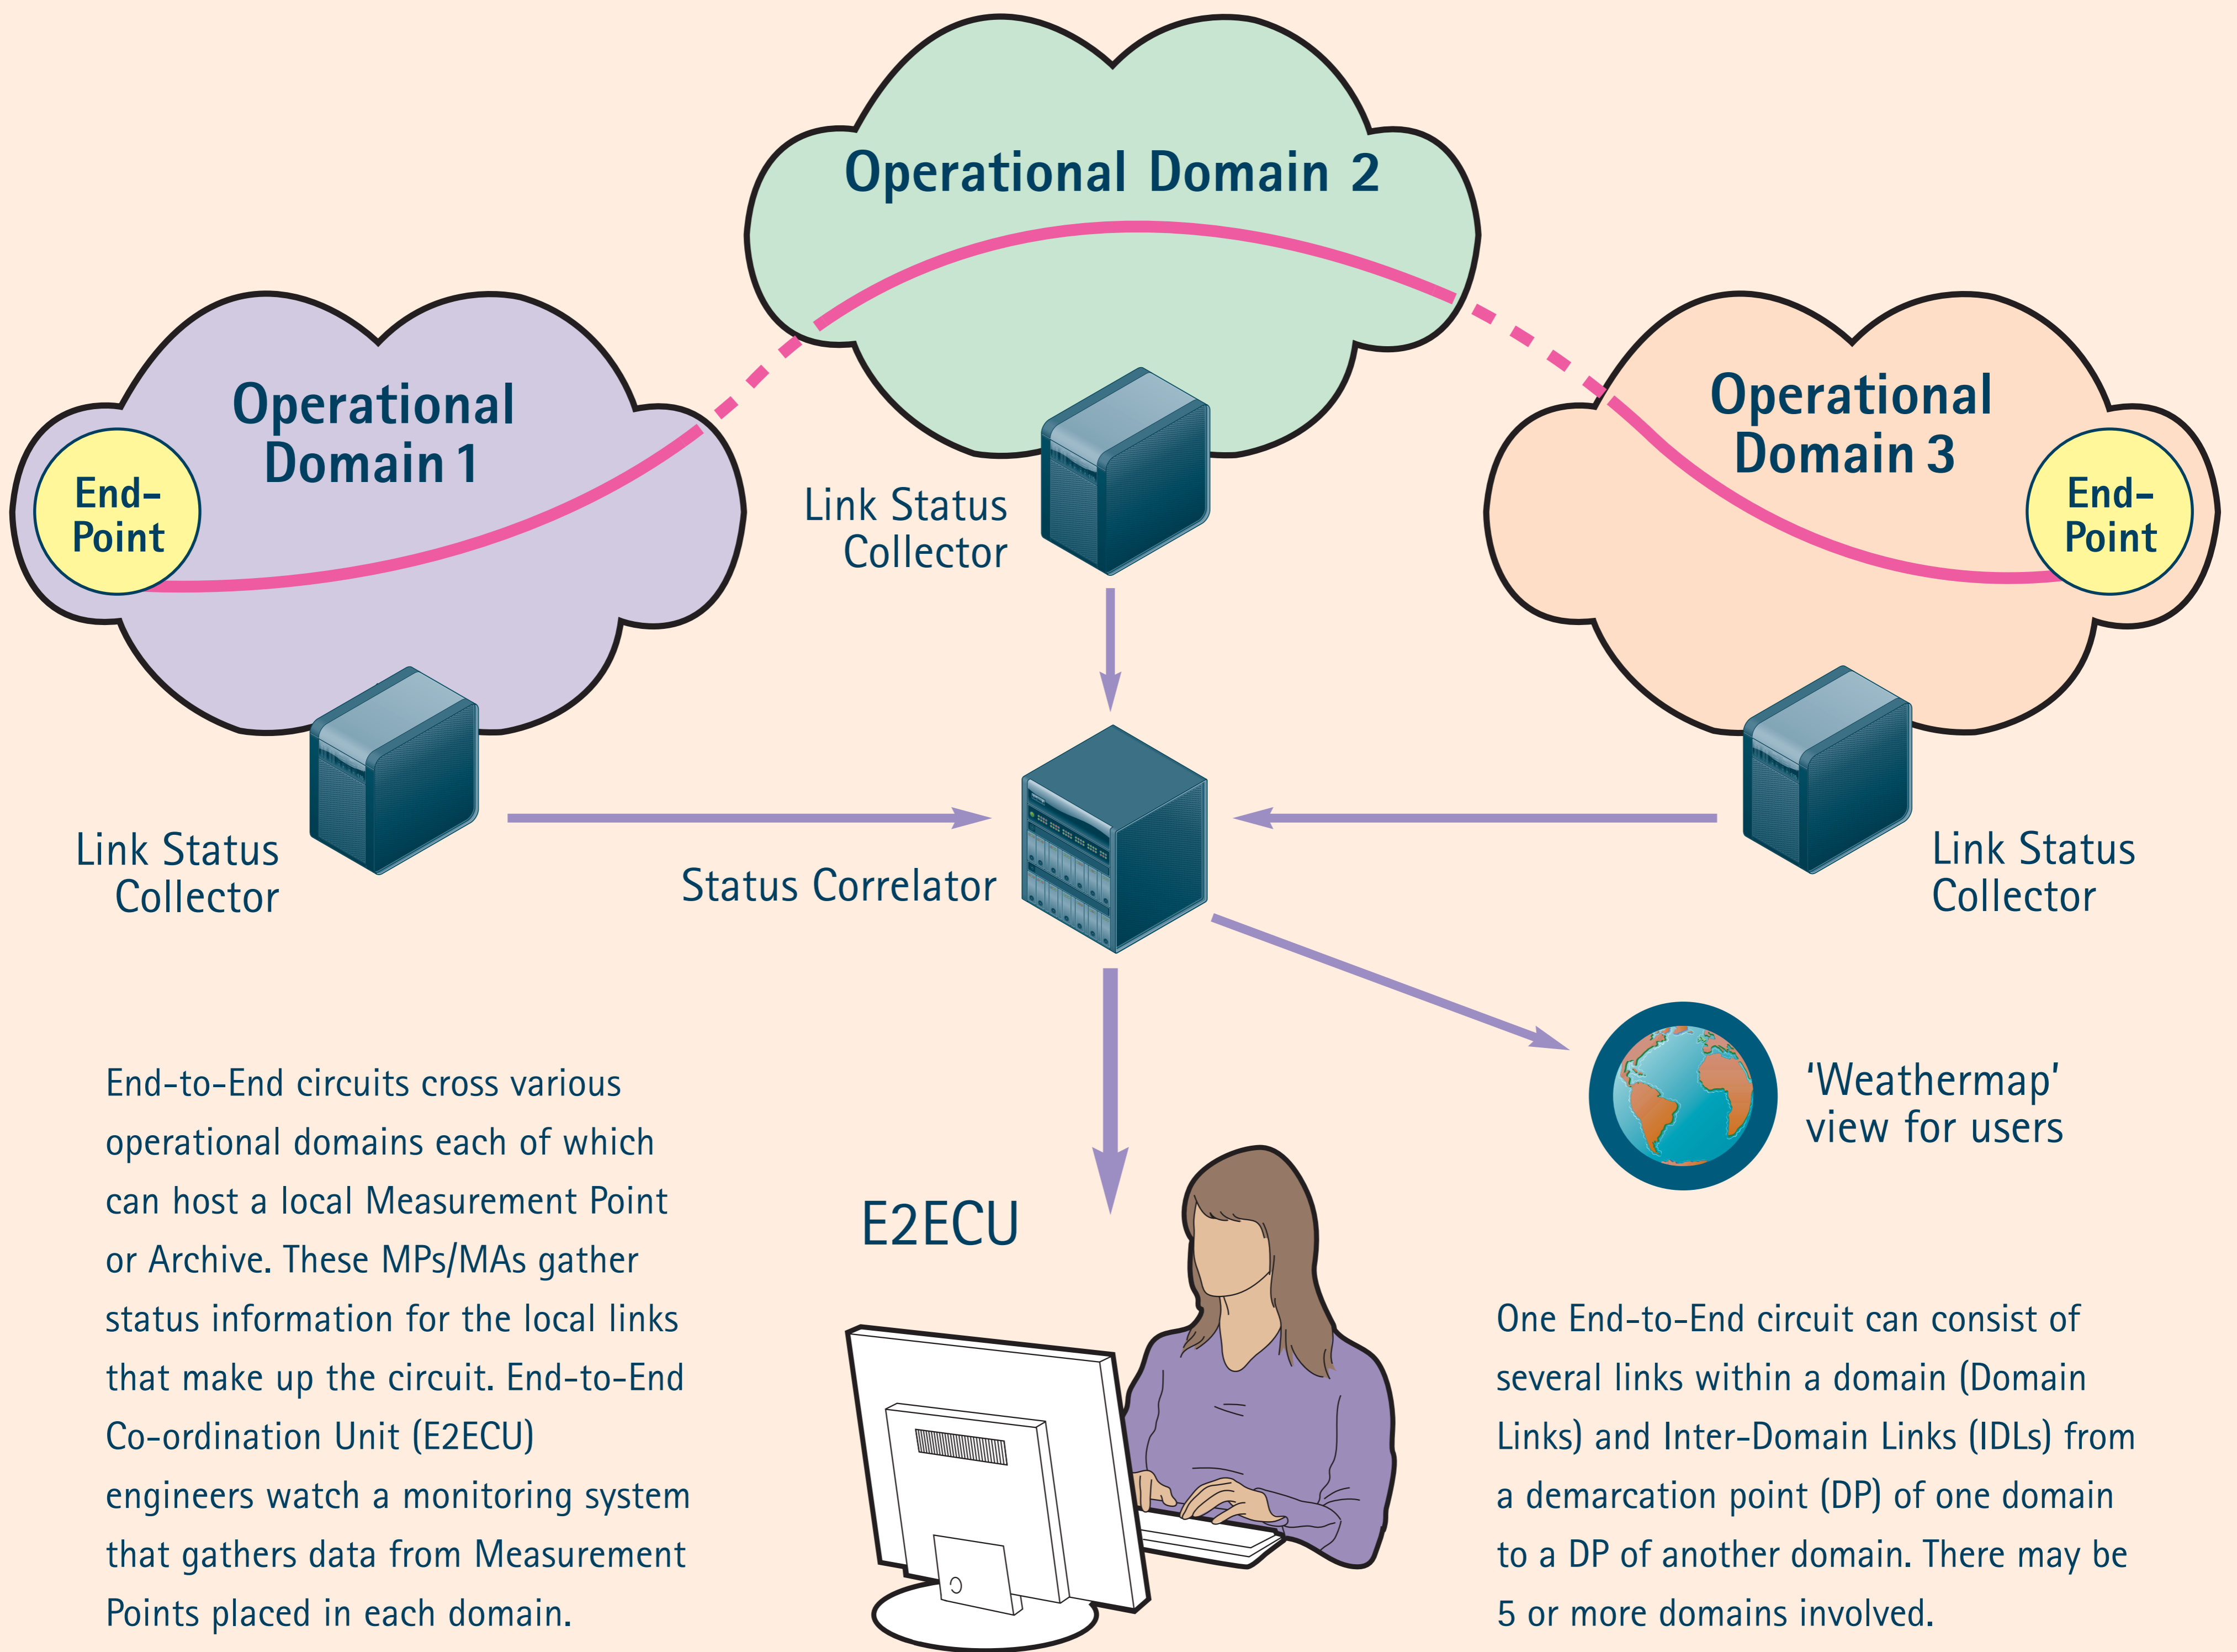 Operational Domain 2
Operational
Domain 1
End-
Point
Operational
Domain 3
End-
Point
Link Status
Collector
Link Status
Collector
Status Correlator
Link Status
Collector
'Weathermap'
view for users
E2ECU
End-to-End circuits cross various
operational domains each of which
can host a local Measurement Point
or Archive. These MPs/MAs gather
status information for the local links
that make up the circuit. End-to-End
Co-ordination Unit (E2ECU)
engineers watch a monitoring system
that gathers data from Measurement
Points placed in each domain.
One End-to-End circuit can consist of
several links within a domain (Domain
Links) and Inter-Domain Links (IDLs) from
a demarcation point (DP) of one domain
to a DP of another domain. There may be
5 or more domains involved.